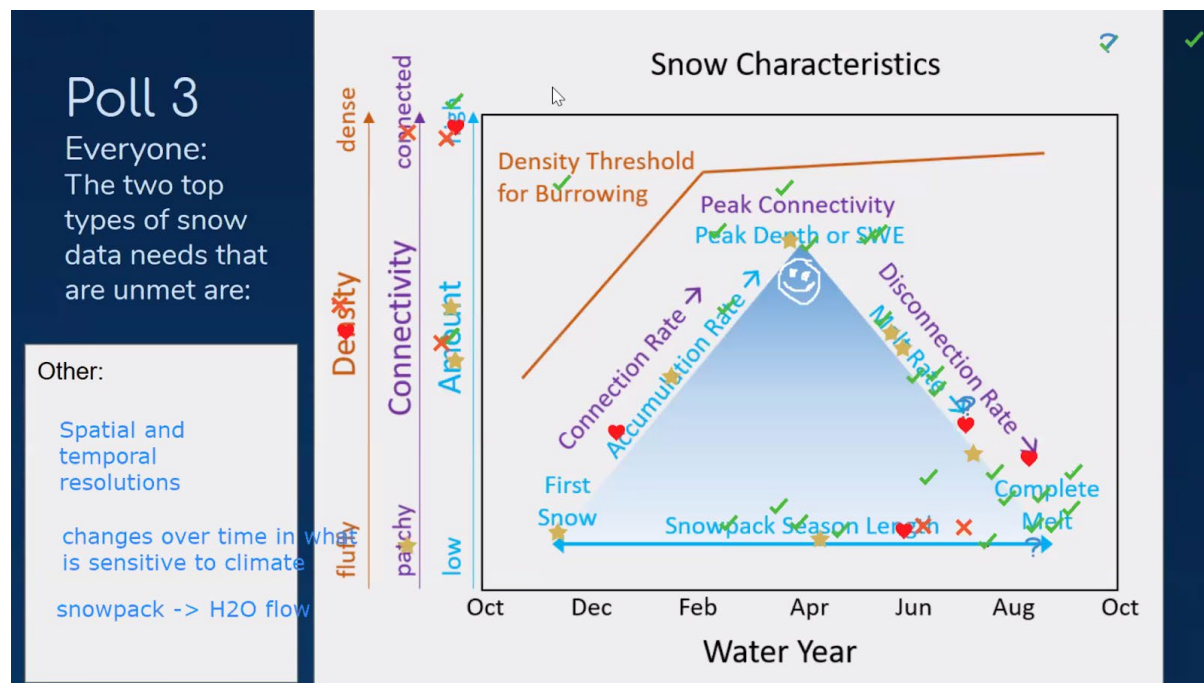 Poll 3
Everyone:
The two top
types of snow
data needs that
are unmet are:
Other:
Spatial and
temporal
resolutions
changes over time in what
is sensitive to climate
snowpack -> H2O flow
Snow Characteristics
dense
Density
fluffy
connected
Connectivity
patchy
high
Amount
low
Density Threshold
for Burrowing
Peak Connectivity
Peak Depth or SWE
Connection Rate
Accumulation Rate
Disconnection Rate
Melt Rate
First
Snow
Snowpack Season Length
Complete
Melt
?
?
?
Oct
Dec
Feb
Apr
Jun
Aug
Oct
Water Year